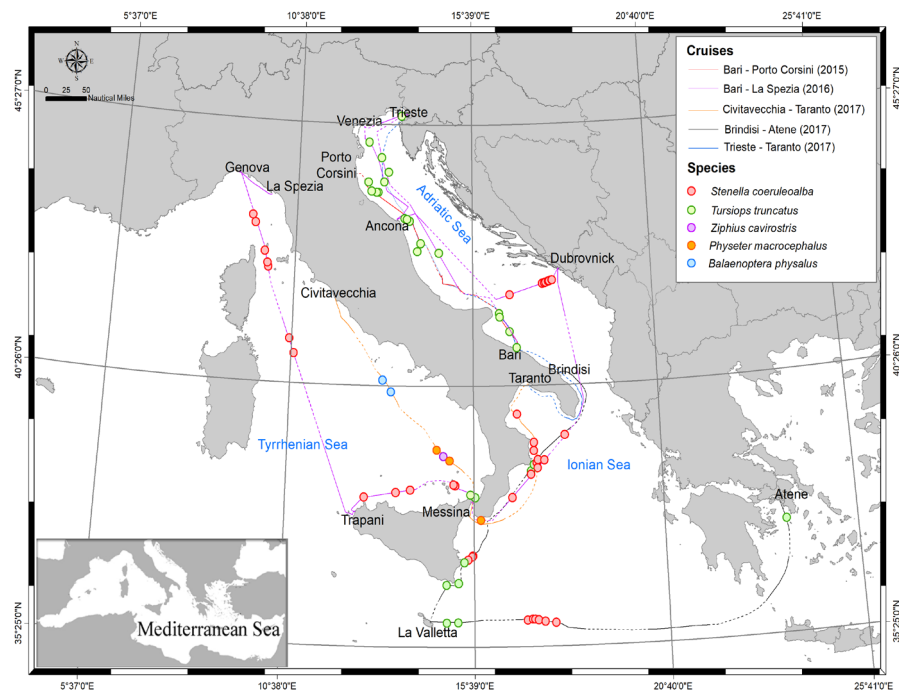 5°37'0"E 10°38'0"E 15°39'0"E 20°40'0"E 25°41'0"E
N
W E
S
0 25 50
Nautical Miles
45°27'0"N
45°27'0"N
40°26'0"N
40°26'0"N
35°25'0"N
35°25'0"N
Cruises
Bari - Porto Corsini (2015)
Bari - La Spezia (2016)
Civitavecchia - Taranto (2017)
Brindisi - Atene (2017)
Trieste - Taranto (2017)
Species
Stenella coeruleoalba
Tursiops truncatus
Ziphius cavirostris
Physeter macrocephalus
Balaenoptera physalus
Trieste
Venezia
Porto
Corsini
Genova
La Spezia
Adriatic Sea
Ancona
Dubrovnick
Civitavecchia
Bari
Brindisi
Taranto
Tyrrhenian Sea
Ionian Sea
Messina
Trapani
Atene
La Valletta
Mediterranean Sea
5°37'0"E 10°38'0"E 15°39'0"E 20°40'0"E 25°41'0"E